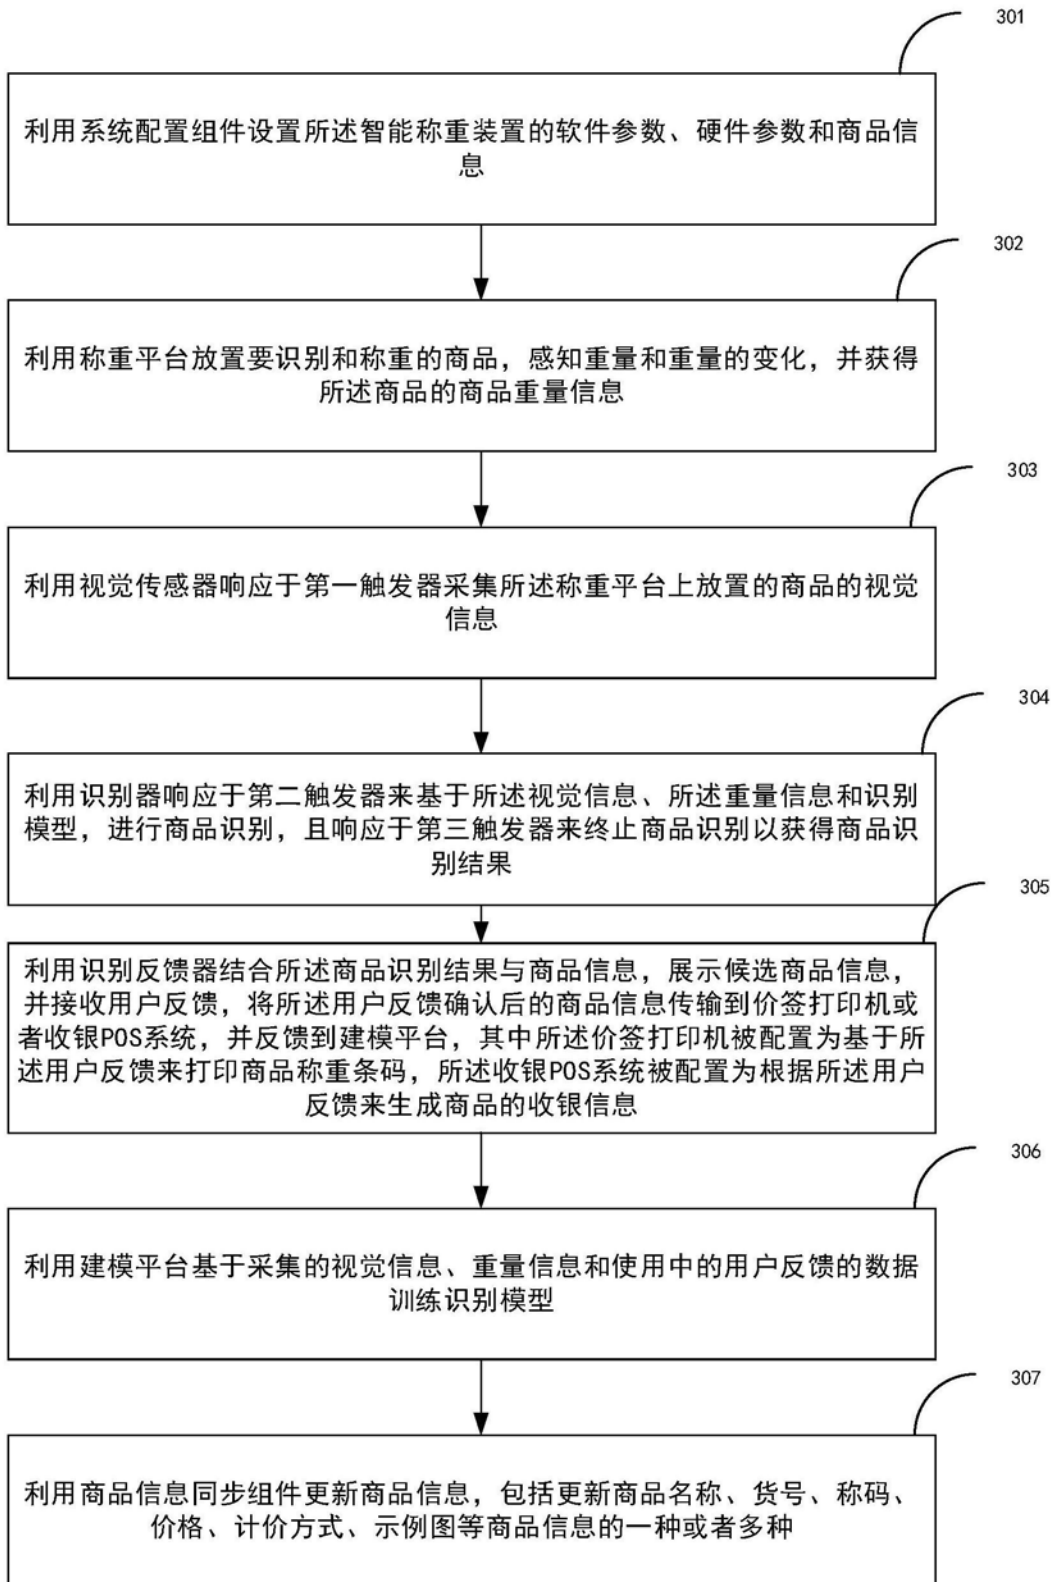 301
利用系统配置组件设置所述智能称重装置的软件参数、硬件参数和商品信
息
302
利用称重平台放置要识别和称重的商品，感知重量和重量的变化，并获得
所述商品的商品重量信息
303
利用视觉传感器响应于第一触发器采集所述称重平台上放置的商品的视觉
信息
304
利用识别器响应于第二触发器来基于所述视觉信息、所述重量信息和识别
模型，进行商品识别，且响应于第三触发器来终止商品识别以获得商品识
别结果
305
利用识别反馈器结合所述商品识别结果与商品信息，展示候选商品信息，
并接收用户反馈，将所述用户反馈确认后的商品信息传输到价签打印机或
者收银POS系统，并反馈到建模平台，其中所述价签打印机被配置为基于所
述用户反馈来打印商品称重条码，所述收银POS系统被配置为根据所述用户
反馈来生成商品的收银信息
306
利用建模平台基于采集的视觉信息、重量信息和使用中的用户反馈的数据
训练识别模型
307
利用商品信息同步组件更新商品信息，包括更新商品名称、货号、称码、
价格、计价方式、示例图等商品信息的一种或者多种